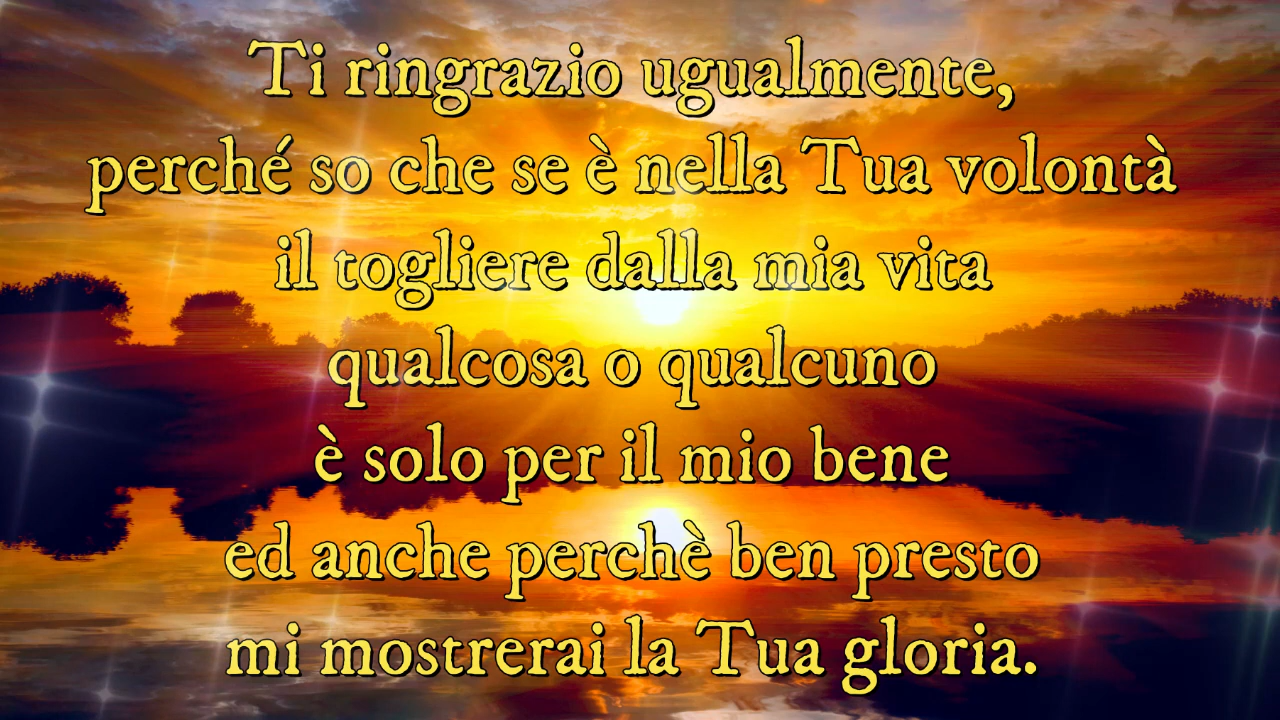 Ti ringrazio ugualmente,
perché so che se è nella Tua volontà
il togliere dalla mia vita
qualcosa o qualcuno
è solo per il mio bene
ed anche perchè ben presto
mi mostrerai la Tua gloria.